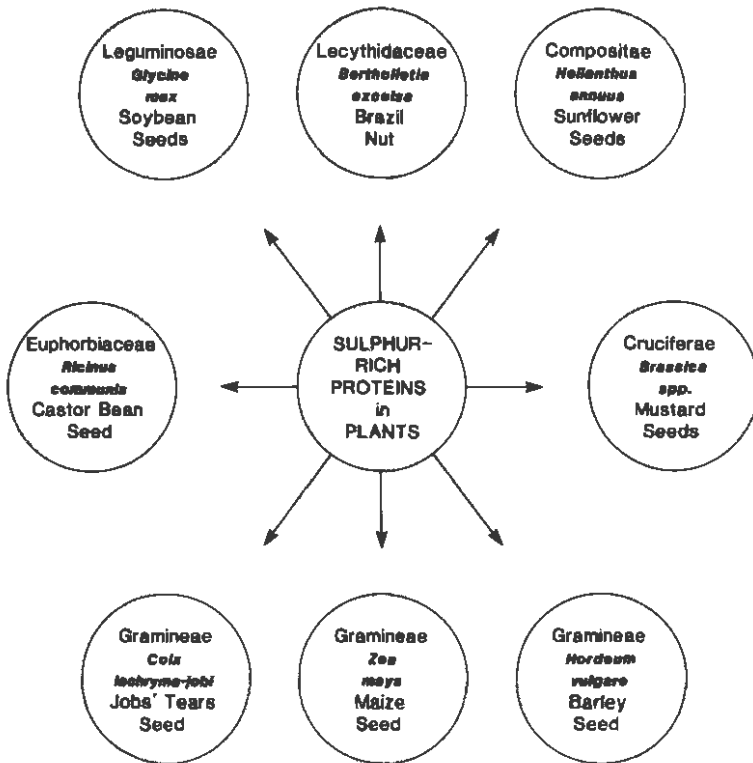 Leguminosae
Glycine
max
Soybean
Seeds
Lecythidaceae
Bertholletia
excelsa
Brazil
Nut
Compositae
Helianthus
annuus
Sunflower
Seeds
Euphorbiaceae
Ricinus
communis
Castor Bean
Seed
SULPHUR-
RICH
PROTEINS
in
PLANTS
Cruciferae
Brassica
spp.
Mustard
Seeds
Gramineae
Coix
lachryma-jobi
Jobs' Tears
Seed
Gramineae
Zea
mays
Maize
Seed
Gramineae
Hordeum
vulgare
Barley
Seed